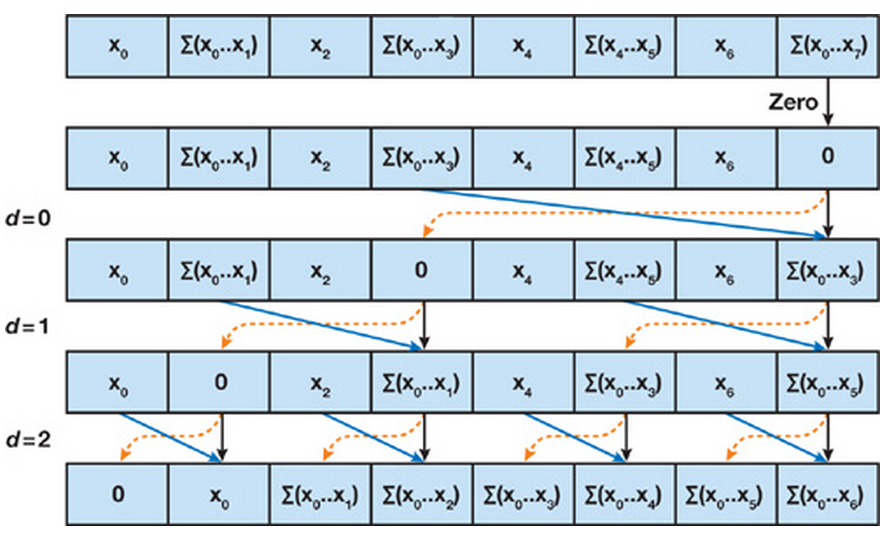 x₀ Σ(x₀..x₁) x₂ Σ(x₀..x₃) x₄ Σ(x₄..x₅) x₆ Σ(x₀..x₇)
Zero
x₀ Σ(x₀..x₁) x₂ Σ(x₀..x₃) x₄ Σ(x₄..x₅) x₆ 0
d=0
x₀ Σ(x₀..x₁) x₂ 0 x₄ Σ(x₄..x₅) x₆ Σ(x₀..x₃)
d=1
x₀ 0 x₂ Σ(x₀..x₁) x₄ Σ(x₀..x₃) x₆ Σ(x₀..x₅)
d=2
0 x₀ Σ(x₀..x₁) Σ(x₀..x₂) Σ(x₀..x₃) Σ(x₀..x₄) Σ(x₀..x₅) Σ(x₀..x₆)